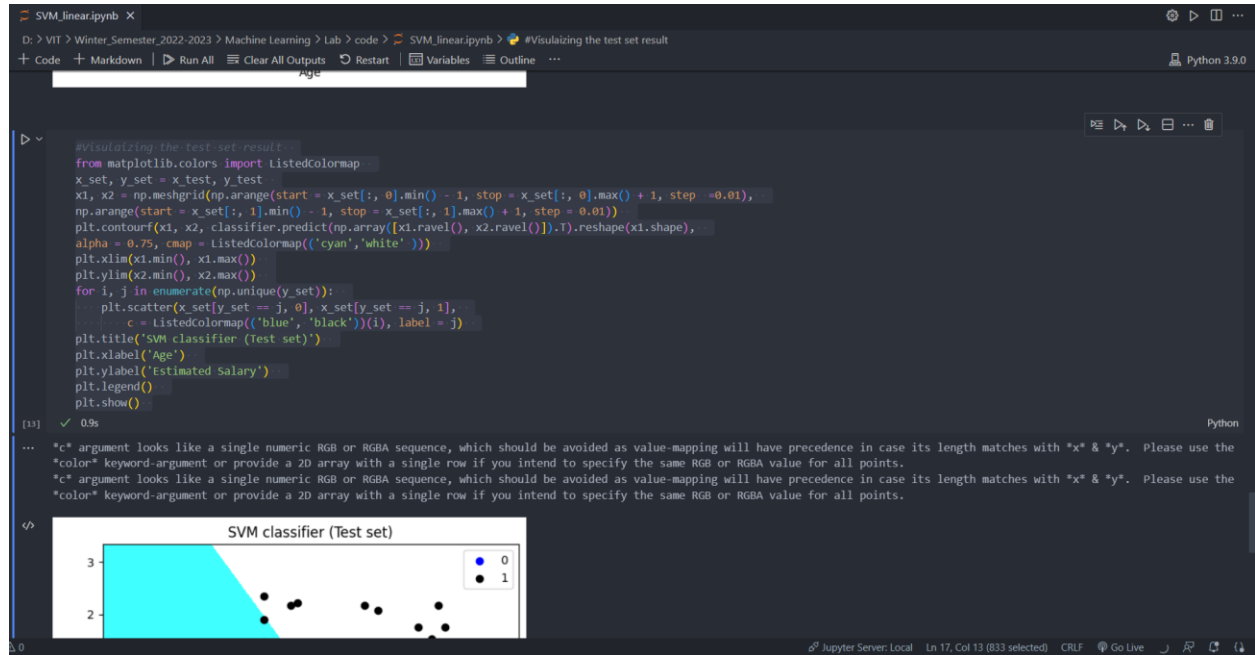 SVM_linear.ipynb
D: > VIT > Winter_Semester_2022-2023 > Machine Learning > Lab > code > SVM_linear.ipynb > #Visulaizing the test set result
+ Code + Markdown | Run All Clear All Outputs Restart | Variables Outline ...
Python 3.9.0
Age
#Visulaizing the test set result
from matplotlib.colors import ListedColormap
x_set, y_set = x_test, y_test
x1, x2 = np.meshgrid(np.arange(start = x_set[:, 0].min() - 1, stop = x_set[:, 0].max() + 1, step  =0.01),
np.arange(start = x_set[:, 1].min() - 1, stop = x_set[:, 1].max() + 1, step = 0.01))
plt.contourf(x1, x2, classifier.predict(np.array([x1.ravel(), x2.ravel()]).T).reshape(x1.shape),
alpha = 0.75, cmap = ListedColormap(('cyan','white' )))
plt.xlim(x1.min(), x1.max())
plt.ylim(x2.min(), x2.max())
for i, j in enumerate(np.unique(y_set)):
    plt.scatter(x_set[y_set == j, 0], x_set[y_set == j, 1],
        c = ListedColormap(('blue', 'black'))(i), label = j)
plt.title('SVM classifier (Test set)')
plt.xlabel('Age')
plt.ylabel('Estimated Salary')
plt.legend()
plt.show()
[13] 0.9s
Python
... *c* argument looks like a single numeric RGB or RGBA sequence, which should be avoided as value-mapping will have precedence in case its length matches with *x* & *y*.  Please use the
*color* keyword-argument or provide a 2D array with a single row if you intend to specify the same RGB or RGBA value for all points.
*c* argument looks like a single numeric RGB or RGBA sequence, which should be avoided as value-mapping will have precedence in case its length matches with *x* & *y*.  Please use the
*color* keyword-argument or provide a 2D array with a single row if you intend to specify the same RGB or RGBA value for all points.
SVM classifier (Test set)
0
1
3
2
0
Jupyter Server: Local Ln 17, Col 13 (833 selected) CRLF Go Live